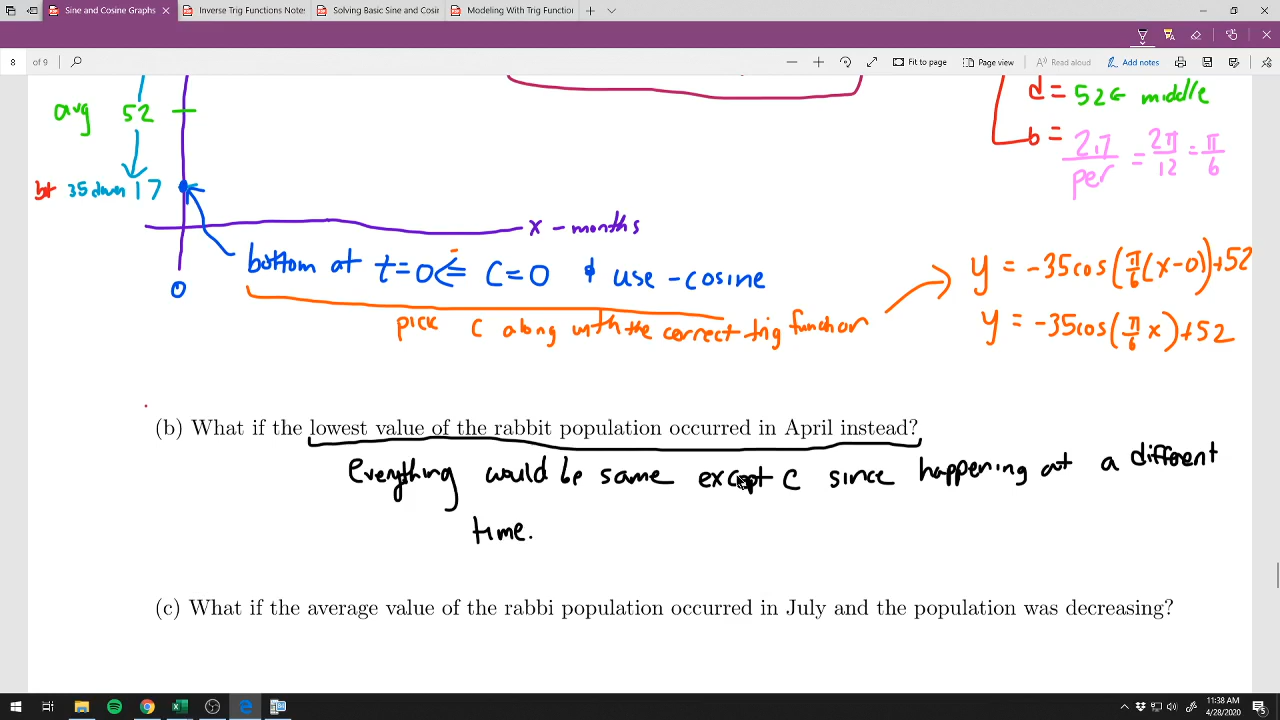 Sine and Cosine Graphs
Inverse Trig Functions Notes
Solving Basic Sine and Cosin
Modeling With Trig Function
8 of 9
Fit to page
Page view
Read aloud
Add notes
avg 52
35 down 17
x - months
0
d = 52 ← middle
b = 2.π/per = 2π/12 = π/6
bottom at t=0 <= C=0 & use -cosine
pick C along with the correct trig function
y = -35cos(π/6(x-0))+52
y = -35cos(π/6 x)+52
(b) What if the lowest value of the rabbit population occurred in April instead?
Everything would be same except C since happening at a different
time.
(c) What if the average value of the rabbi population occurred in July and the population was decreasing?
11:38 AM
4/28/2020